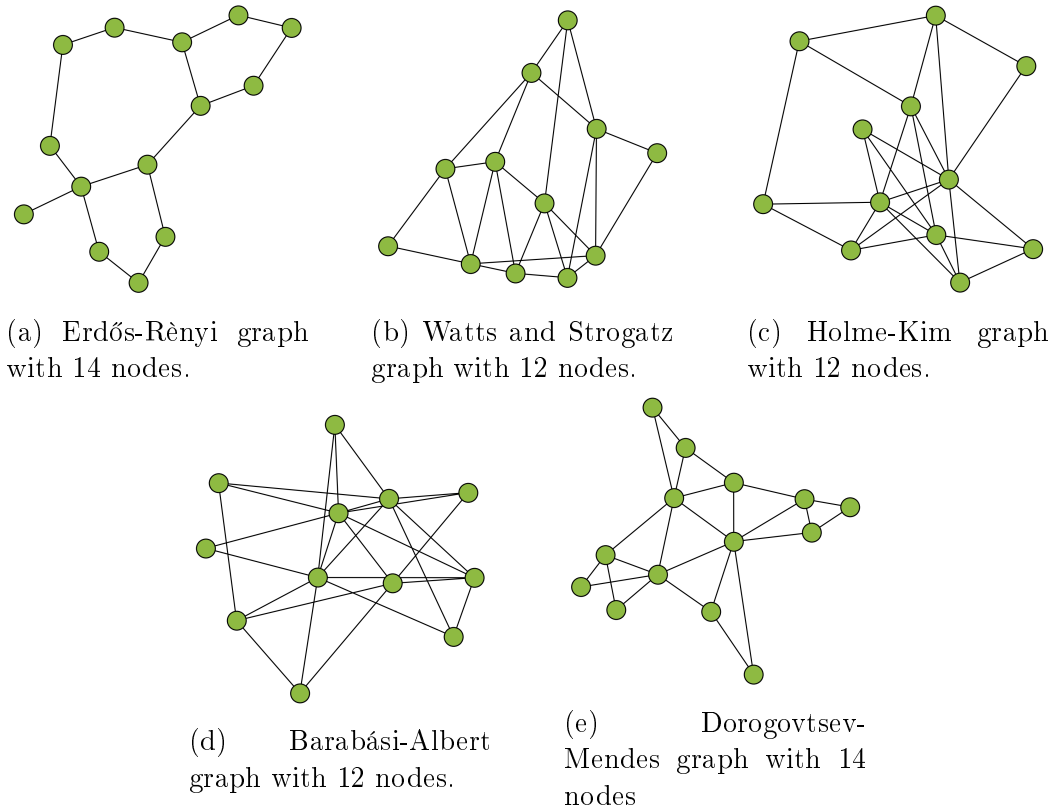 (a) Erdős-Rènyi graph
with 14 nodes.
(b) Watts and Strogatz
graph with 12 nodes.
(c) Holme-Kim graph
with 12 nodes.
(d) Barabási-Albert
graph with 12 nodes.
(e) Dorogovtsev-
Mendes graph with 14
nodes